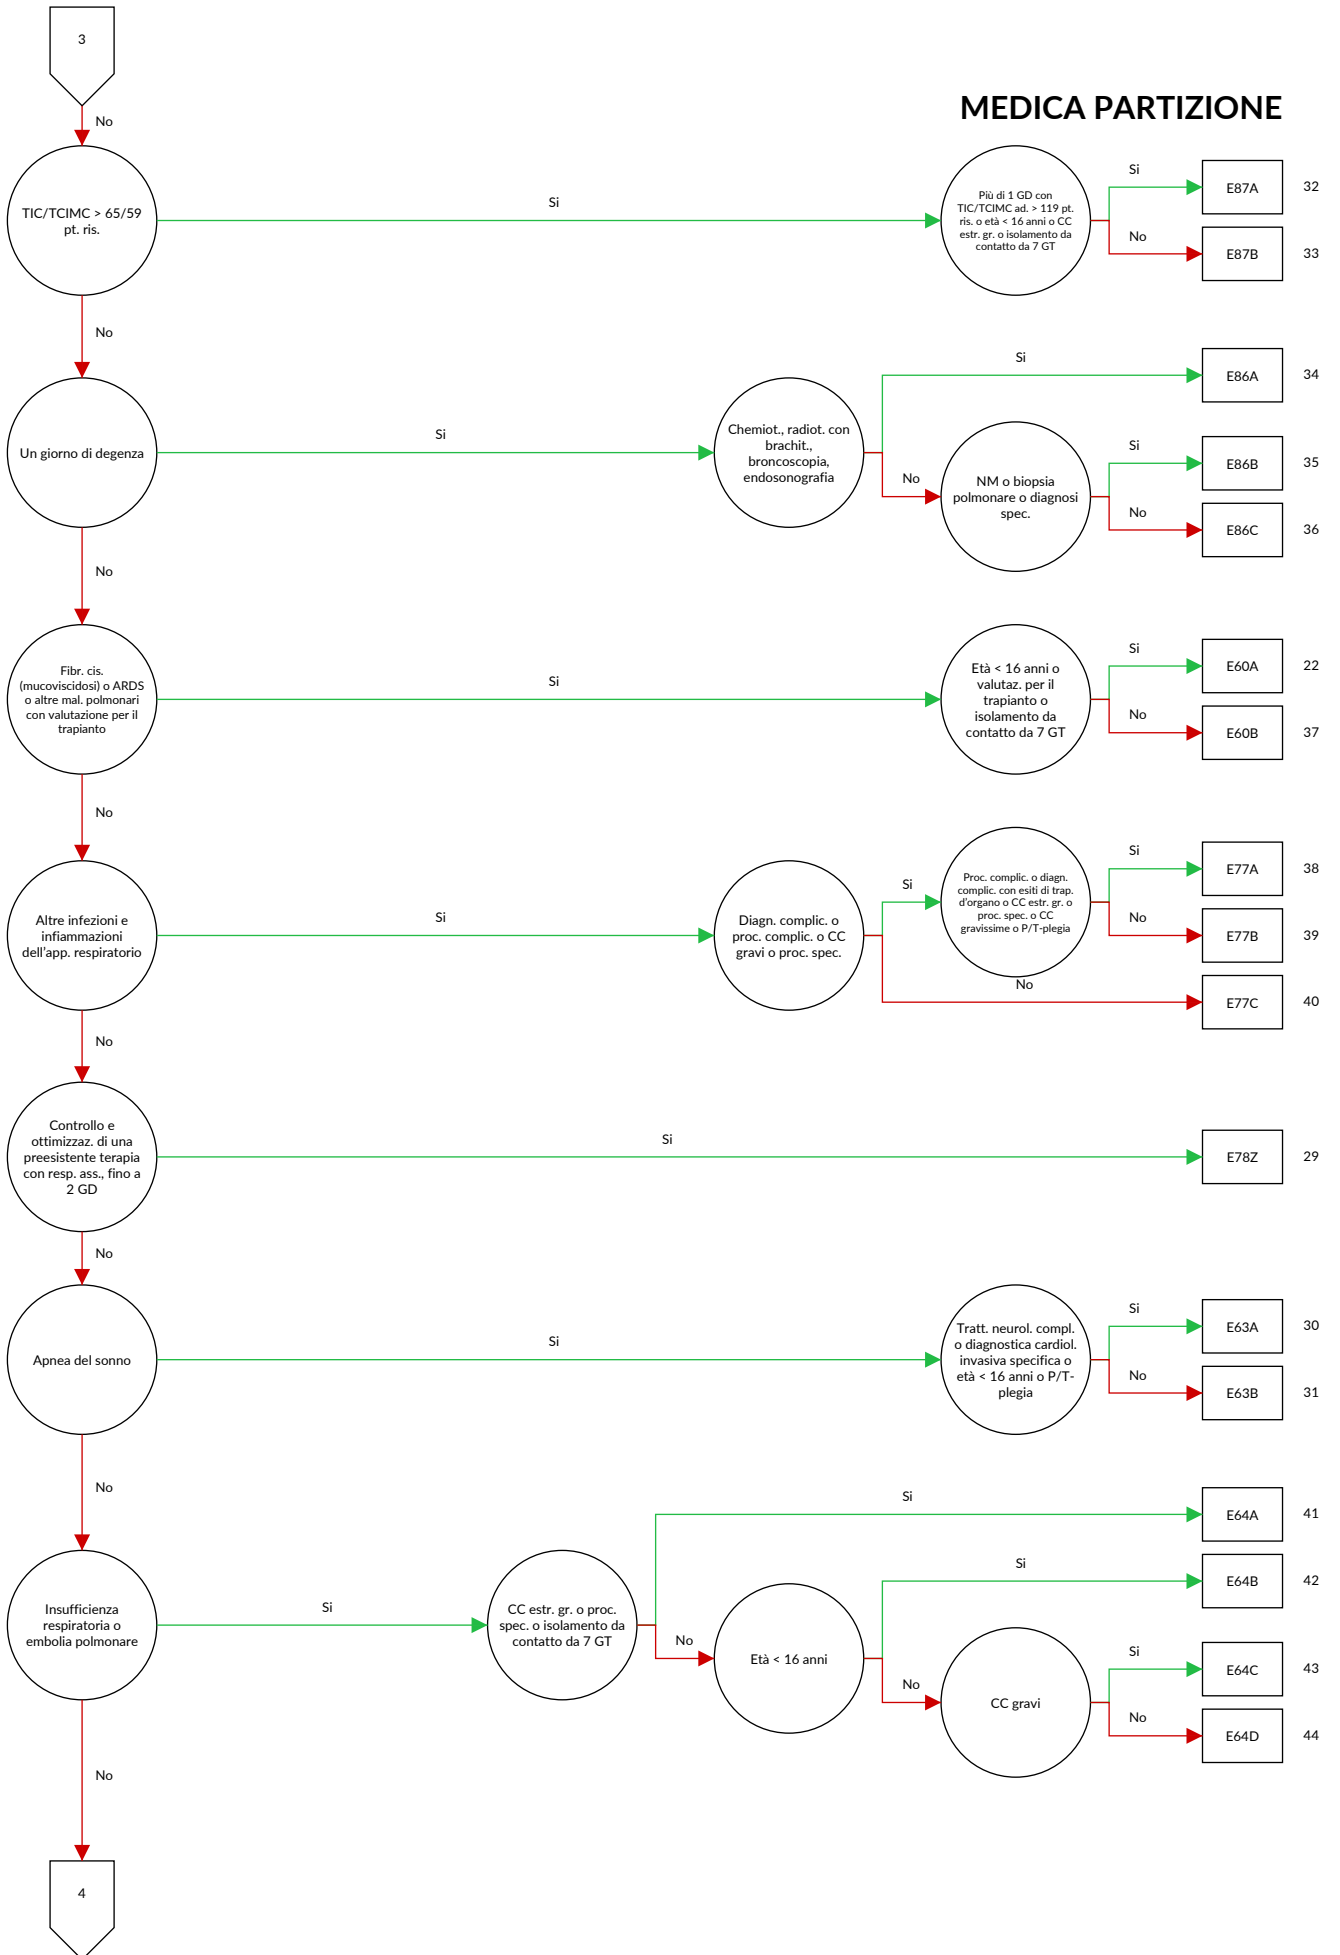 3
MEDICA PARTIZIONE
No
TIC/TCIMC > 65/59
pt. ris.
Si
Più di 1 GD con
TIC/TCIMC ad. > 119 pt.
ris. o età < 16 anni o CC
estr. gr. o isolamento da
contatto da 7 GT
Si
E87A
32
No
E87B
33
No
Un giorno di degenza
Si
Chemiot., radiot. con
brachit.,
broncoscopia,
endosonografia
Si
E86A
34
No
NM o biopsia
polmonare o diagnosi
spec.
Si
E86B
35
No
E86C
36
No
Fibr. cis.
(mucoviscidosi) o ARDS
o altre mal. polmonari
con valutazione per il
trapianto
Si
Età < 16 anni o
valutaz. per il
trapianto o
isolamento da
contatto da 7 GT
Si
E60A
22
No
E60B
37
No
Altre infezioni e
infiammazioni
dell'app. respiratorio
Si
Diagn. complic. o
proc. complic. o CC
gravi o proc. spec.
Si
Proc. complic. o diagn.
complic. con esiti di trap.
d'organo o CC estr. gr. o
proc. spec. o CC
gravissime o P/T-plegia
Si
E77A
38
No
E77B
39
No
E77C
40
No
Controllo e
ottimizzaz. di una
preesistente terapia
con resp. ass., fino a
2 GD
Si
E78Z
29
No
Apnea del sonno
Si
Tratt. neurol. compl.
o diagnostica cardiol.
invasiva specifica o
età < 16 anni o P/T-
plegia
Si
E63A
30
No
E63B
31
No
Insufficienza
respiratoria o
embolia polmonare
Si
CC estr. gr. o proc.
spec. o isolamento da
contatto da 7 GT
Si
E64A
41
No
Età < 16 anni
Si
E64B
42
No
CC gravi
Si
E64C
43
No
E64D
44
No
4